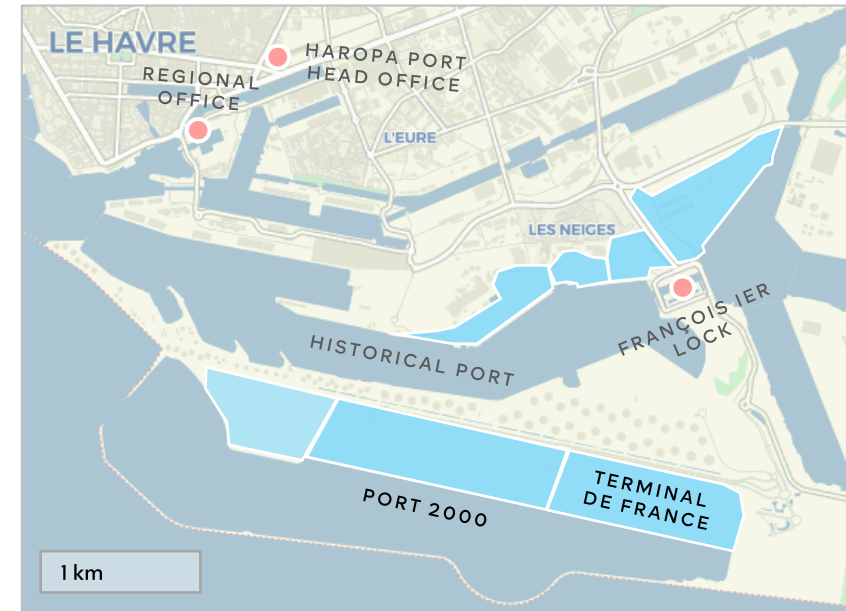 LE HAVRE
HAROPA PORT
HEAD OFFICE
REGIONAL
OFFICE
L'EURE
LES NEIGES
FRANÇOIS IER
LOCK
HISTORICAL PORT
TERMINAL
DE FRANCE
PORT 2000
1 km